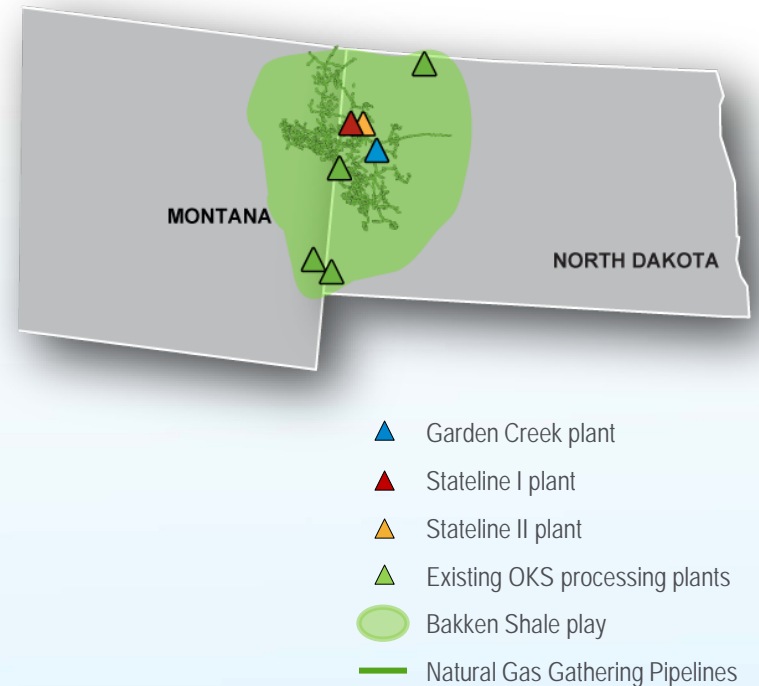 MONTANA
NORTH DAKOTA
Garden Creek plant
Stateline I plant
Stateline II plant
Existing OKS processing plants
Bakken Shale play
Natural Gas Gathering Pipelines